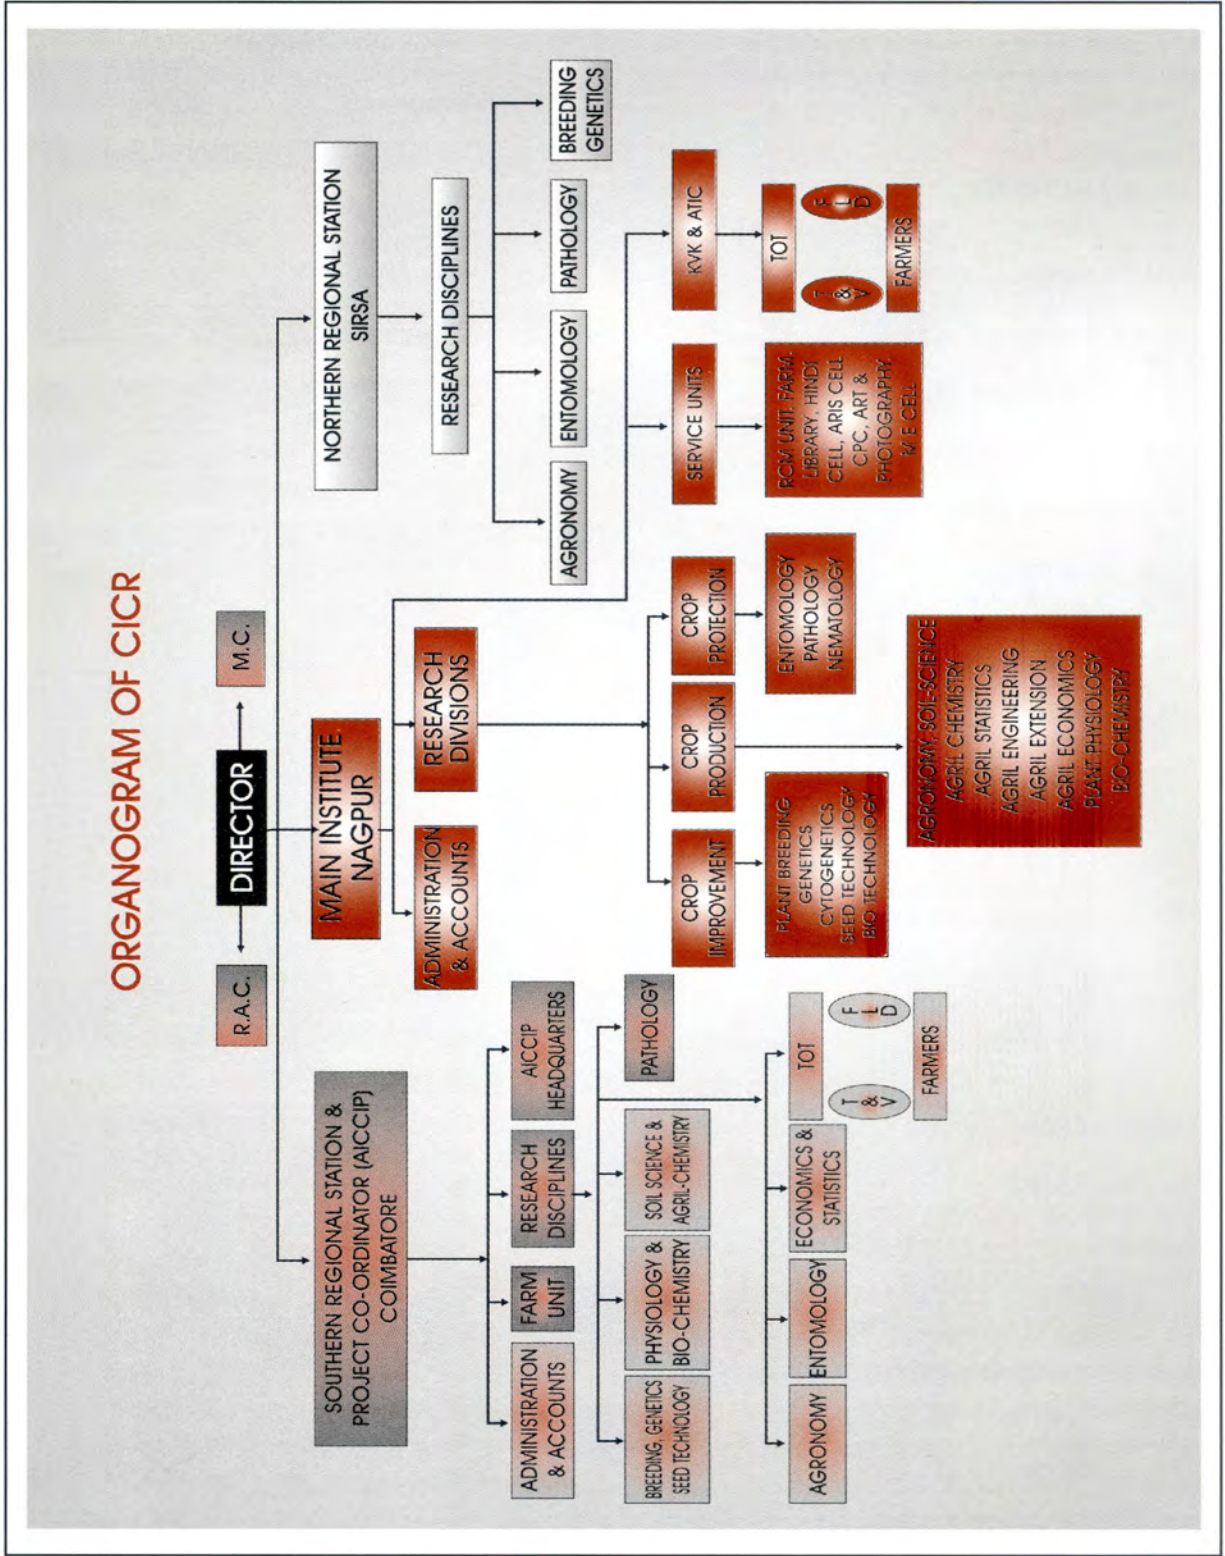 ORGANOGRAM OF CICR
R.A.C.
DIRECTOR
M.C.
SOUTHERN REGIONAL STATION &
PROJECT CO-ORDINATOR (AICCIP)
COIMBATORE
MAIN INSTITUTE
NAGPUR
NORTHERN REGIONAL STATION
SIRSA
ADMINISTRATION
& ACCOUNTS
RESEARCH
DIVISIONS
RESEARCH DISCIPLINES
ADMINISTRATION
& ACCOUNTS
FARM
UNIT
RESEARCH
DISCIPLINES
AICCIP
HEADQUARTERS
AGRONOMY
ENTOMOLOGY
PATHOLOGY
BREEDING
GENETICS
BREEDING, GENETICS
SEED TECHNOLOGY
PHYSIOLOGY &
BIO-CHEMISTRY
SOIL SCIENCE &
AGRIL-CHEMISTRY
PATHOLOGY
CROP
IMPROVEMENT
CROP
PRODUCTION
CROP
PROTECTION
SERVICE UNITS
KVK & ATIC
AGRONOMY
ENTOMOLOGY
ECONOMICS &
STATISTICS
TOT
T
&
V
F
L
D
FARMERS
PLANT BREEDING
GENETICS
CYTOGENETICS
SEED TECHNOLOGY
BIO TECHNOLOGY
ENTOMOLOGY
PATHOLOGY
NEMATOLOGY
RCM UNIT, FARM.
LIBRARY, HINDI
CELL, ARIS CELL
CPC, ART &
PHOTOGRAPHY.
M E CELL
TOT
T
&
V
F
L
D
FARMERS
AGRONOMY, SOIL-SCIENCE
AGRIL CHEMISTRY
AGRIL STATISTICS
AGRIL ENGINEERING
AGRIL EXTENSION
AGRIL ECONOMICS
PLANT PHYSIOLOGY
BIO-CHEMISTRY